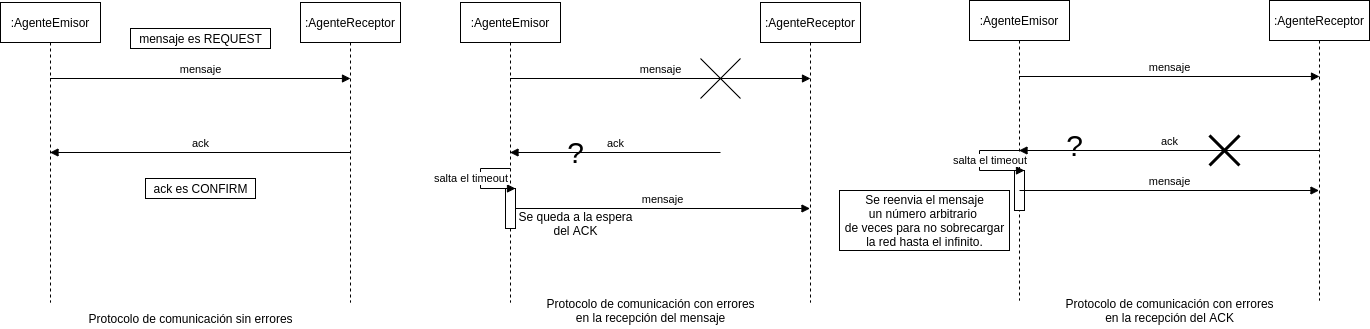 :AgenteEmisor
:AgenteReceptor
mensaje es REQUEST
mensaje
ack
ack es CONFIRM
Protocolo de comunicación sin errores
:AgenteEmisor
:AgenteReceptor
mensaje
?
ack
salta el timeout
mensaje
Se queda a la espera
del ACK
Protocolo de comunicación con errores
en la recepción del mensaje
:AgenteEmisor
:AgenteReceptor
mensaje
?
ack
salta el timeout
mensaje
Se reenvia el mensaje
un número arbitrario
de veces para no sobrecargar
la red hasta el infinito.
Protocolo de comunicación con errores
en la recepción del ACK